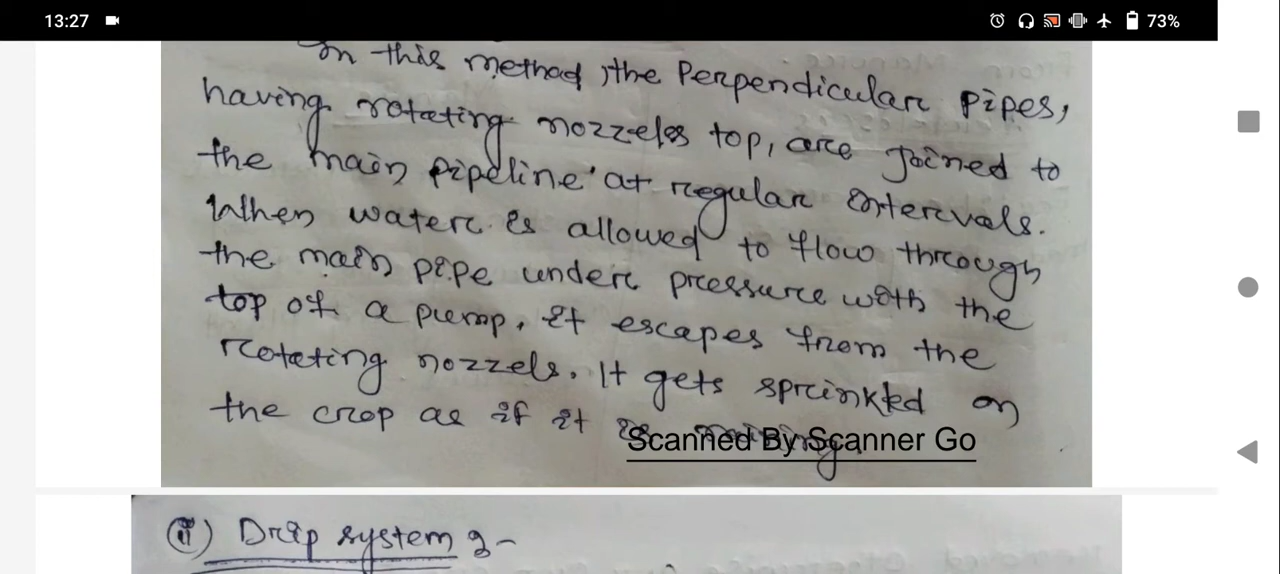 13:27
73%
In this method, the Perpendicular pipes,
having rotating nozzels top, are joined to
the main pipeline at regular intervals.
When water is allowed to flow through
the main pipe under pressure with the
top of a pump, it escapes from the
rotating nozzels. It gets sprinkled on
the crop as if it is raining.
Scanned By Scanner Go
(ii) Drip system :-